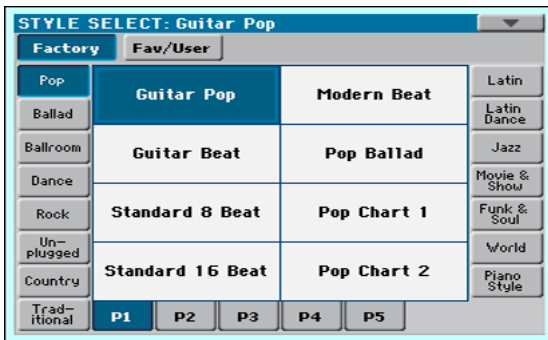 STYLE SELECT: Guitar Pop
Factory
Fav/User
Pop
Ballad
Ballroom
Dance
Rock
Un-
plugged
Country
Trad-
itional
Guitar Pop
Modern Beat
Guitar Beat
Pop Ballad
Standard 8 Beat
Pop Chart 1
Standard 16 Beat
Pop Chart 2
Latin
Latin
Dance
Jazz
Movie &
Show
Funk &
Soul
World
Piano
Style
P1
P2
P3
P4
P5